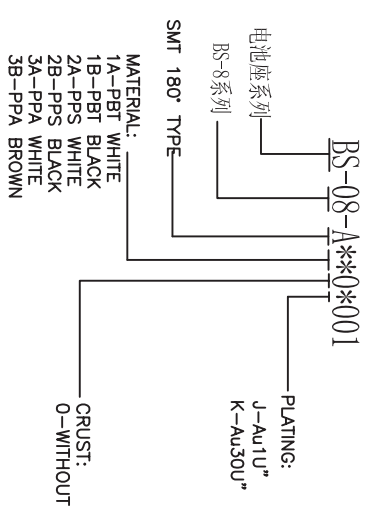 BS-08-A**0*001
电池座系列
BS-8系列
SMT 180° TYPE
MATERIAL:
1A-PBT WHITE
1B-PBT BLACK
2A-PPS WHITE
2B-PPS BLACK
3A-PPA WHITE
3B-PPA BROWN
CRUST:
0-WITHOUT
PLATING:
J-Au1U"
K-Au30U"